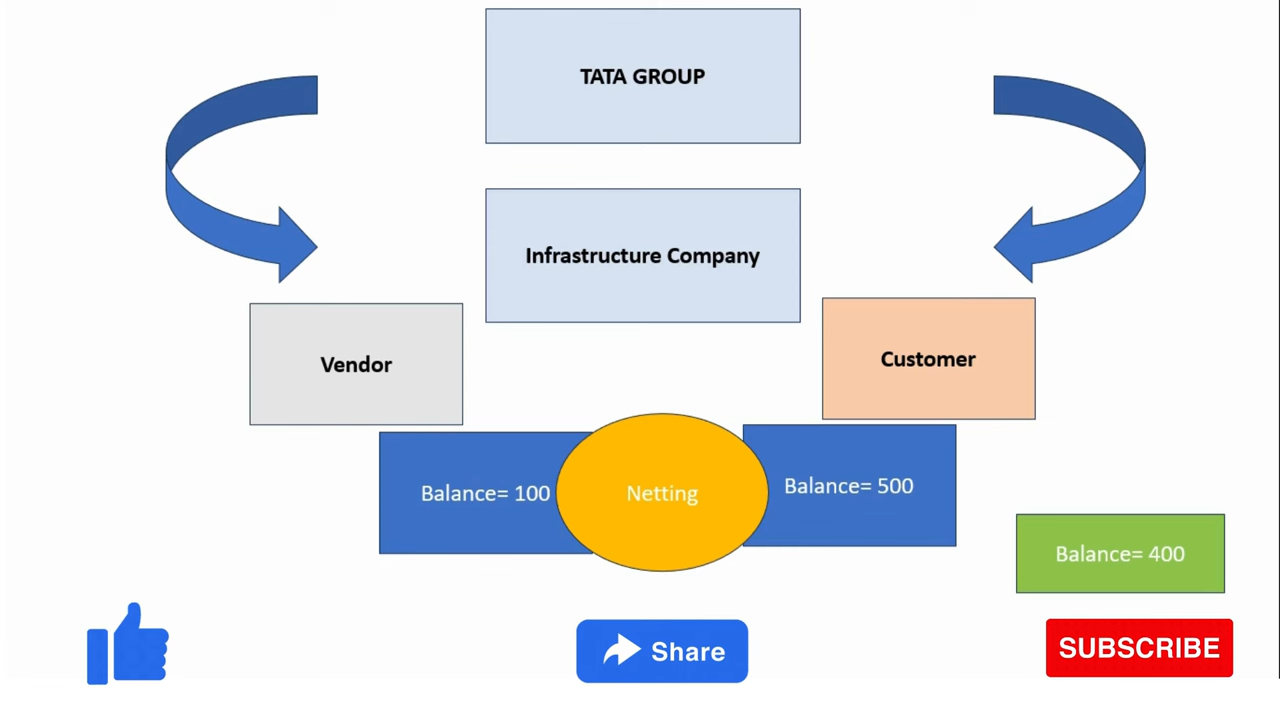 TATA GROUP
Infrastructure Company
Vendor
Customer
Balance= 100
Netting
Balance= 500
Balance= 400
Share
SUBSCRIBE